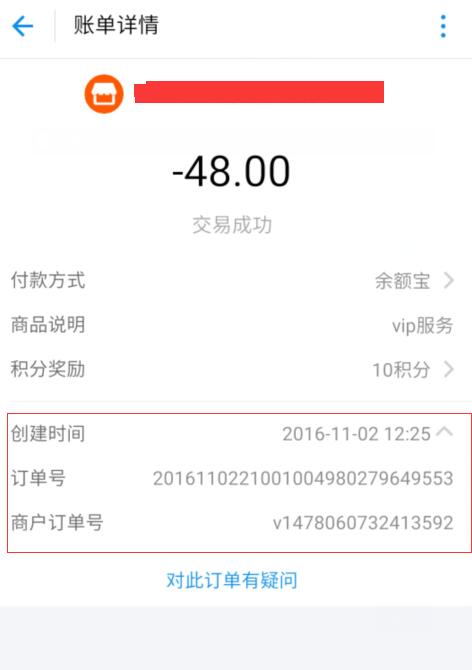 账单详情
-48.00
交易成功
付款方式 余额宝
商品说明 vip服务
积分奖励 10积分
创建时间 2016-11-02 12:25
订单号 2016110221001004980279649553
商户订单号 v1478060732413592
对此订单有疑问